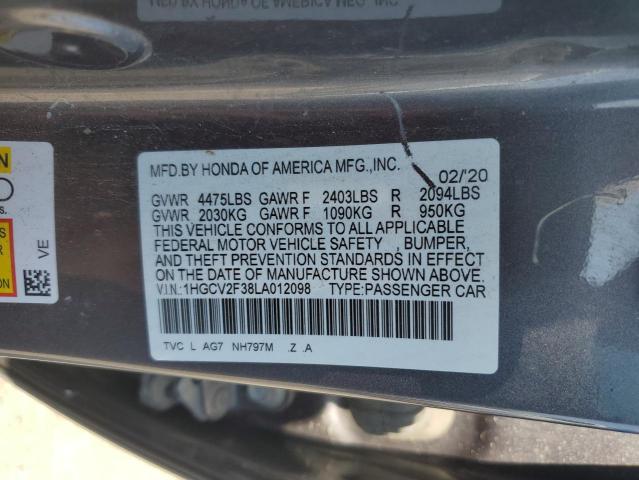 MFD.BY HONDA OF AMERICA MFG.,INC. 02/'20
GVWR 4475LBS GAWR F 2403LBS R 2094LBS
GVWR 2030KG GAWR F 1090KG R 950KG
THIS VEHICLE CONFORMS TO ALL APPLICABLE
FEDERAL MOTOR VEHICLE SAFETY , BUMPER,
AND THEFT PREVENTION STANDARDS IN EFFECT
ON THE DATE OF MANUFACTURE SHOWN ABOVE.
V.I.N.:1HGCV2F38LA012098 TYPE:PASSENGER CAR
TVC L AG7 NH797M .Z .A
VE